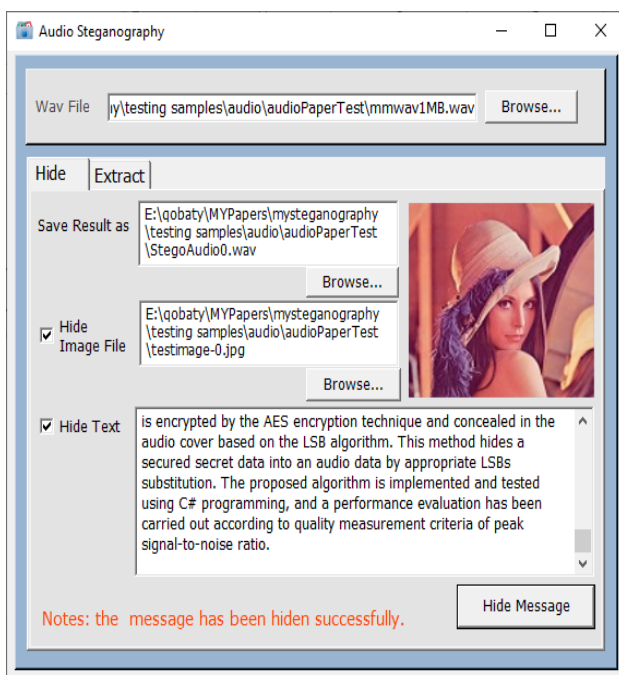 Audio Steganography
Wav File
ıy\testing samples\audio\audioPaperTest\mmwav1MB.wav
Browse...
Hide
Extract
Save Result as
E:\qobaty\MYPapers\mysteganography
\testing samples\audio\audioPaperTest
\StegoAudio0.wav
Browse...
Hide
Image File
E:\qobaty\MYPapers\mysteganography
\testing samples\audio\audioPaperTest
\testimage-0.jpg
Browse...
Hide Text
is encrypted by the AES encryption technique and concealed in the
audio cover based on the LSB algorithm. This method hides a
secured secret data into an audio data by appropriate LSBs
substitution. The proposed algorithm is implemented and tested
using C# programming, and a performance evaluation has been
carried out according to quality measurement criteria of peak
signal-to-noise ratio.
Hide Message
Notes: the  message has been hiden successfully.